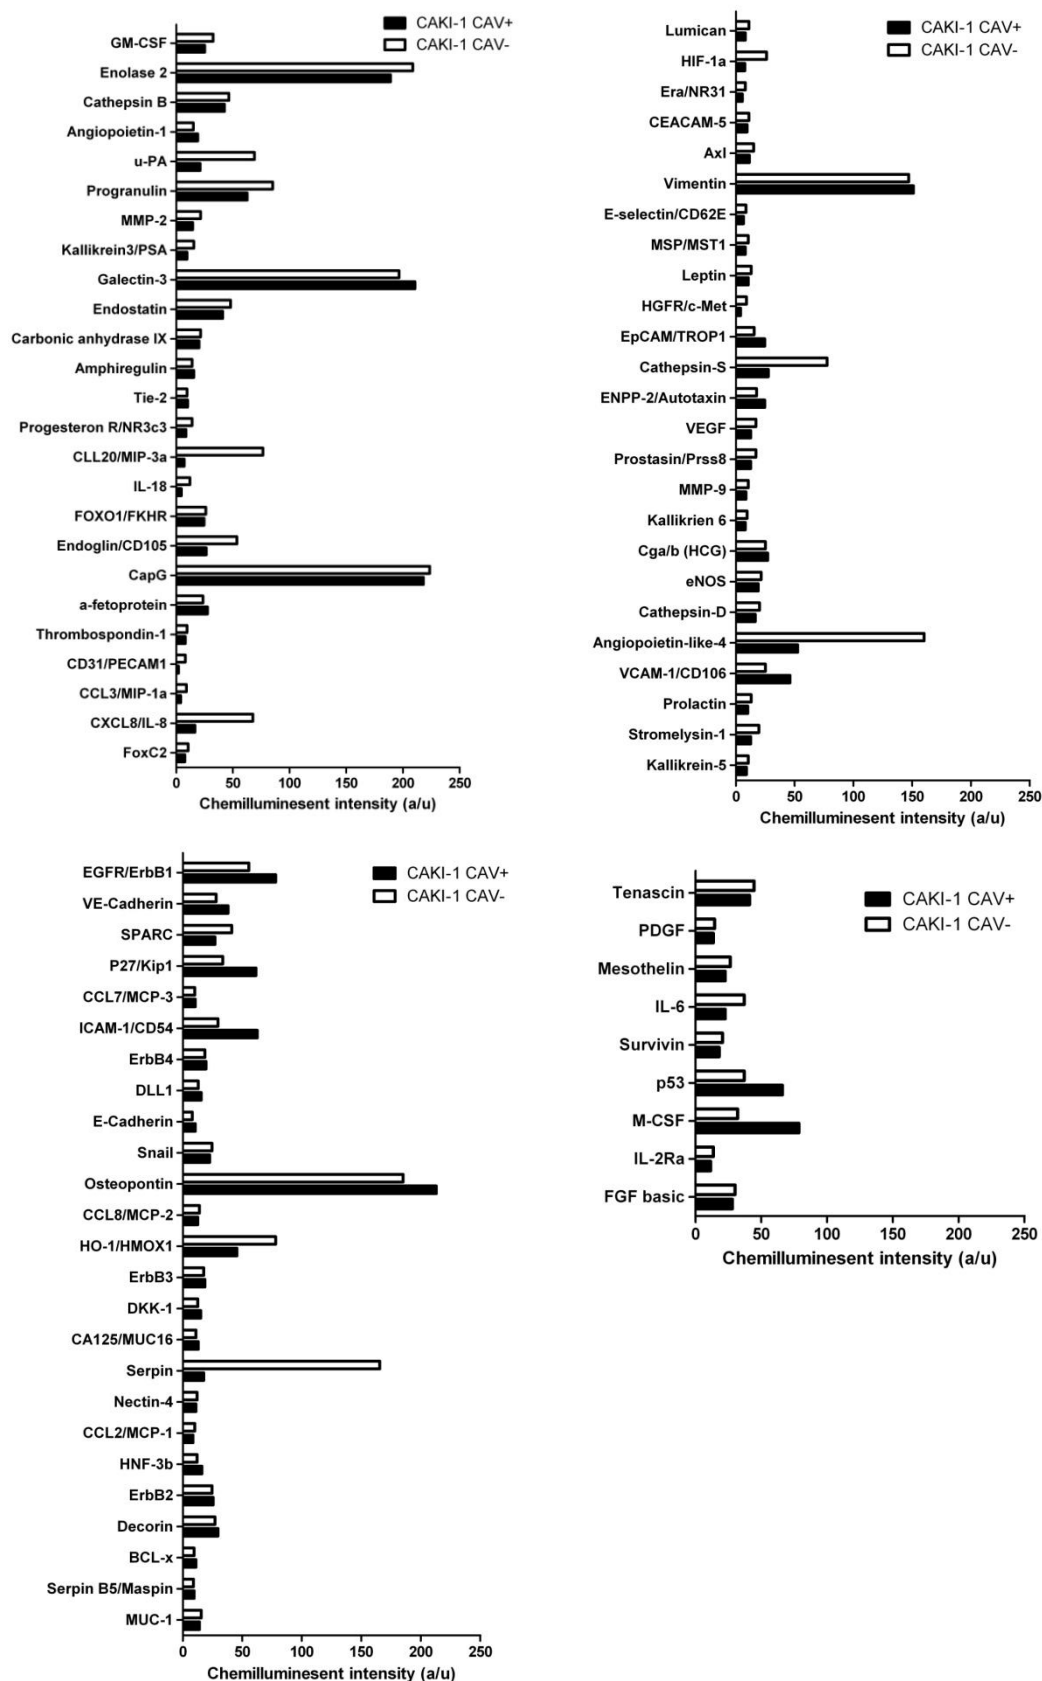 CAKI-1 CAV+
CAKI-1 CAV-
GM-CSF
Enolase 2
Cathepsin B
Angiopoietin-1
u-PA
Progranulin
MMP-2
Kallikrein3/PSA
Galectin-3
Endostatin
Carbonic anhydrase IX
Amphiregulin
Tie-2
Progesteron R/NR3c3
CLL20/MIP-3a
IL-18
FOXO1/FKHR
Endoglin/CD105
CapG
a-fetoprotein
Thrombospondin-1
CD31/PECAM1
CCL3/MIP-1a
CXCL8/IL-8
FoxC2
0 50 100 150 200 250
Chemilluminesent intensity (a/u)
CAKI-1 CAV+
CAKI-1 CAV-
Lumican
HIF-1a
Era/NR31
CEACAM-5
Axl
Vimentin
E-selectin/CD62E
MSP/MST1
Leptin
HGFR/c-Met
EpCAM/TROP1
Cathepsin-S
ENPP-2/Autotaxin
VEGF
Prostasin/Prss8
MMP-9
Kallikrien 6
Cga/b (HCG)
eNOS
Cathepsin-D
Angiopoietin-like-4
VCAM-1/CD106
Prolactin
Stromelysin-1
Kallikrein-5
0 50 100 150 200 250
Chemilluminesent intensity (a/u)
CAKI-1 CAV+
CAKI-1 CAV-
EGFR/ErbB1
VE-Cadherin
SPARC
P27/Kip1
CCL7/MCP-3
ICAM-1/CD54
ErbB4
DLL1
E-Cadherin
Snail
Osteopontin
CCL8/MCP-2
HO-1/HMOX1
ErbB3
DKK-1
CA125/MUC16
Serpin
Nectin-4
CCL2/MCP-1
HNF-3b
ErbB2
Decorin
BCL-x
Serpin B5/Maspin
MUC-1
0 50 100 150 200 250
Chemilluminesent intensity (a/u)
CAKI-1 CAV+
CAKI-1 CAV-
Tenascin
PDGF
Mesothelin
IL-6
Survivin
p53
M-CSF
IL-2Ra
FGF basic
0 50 100 150 200 250
Chemilluminesent intensity (a/u)